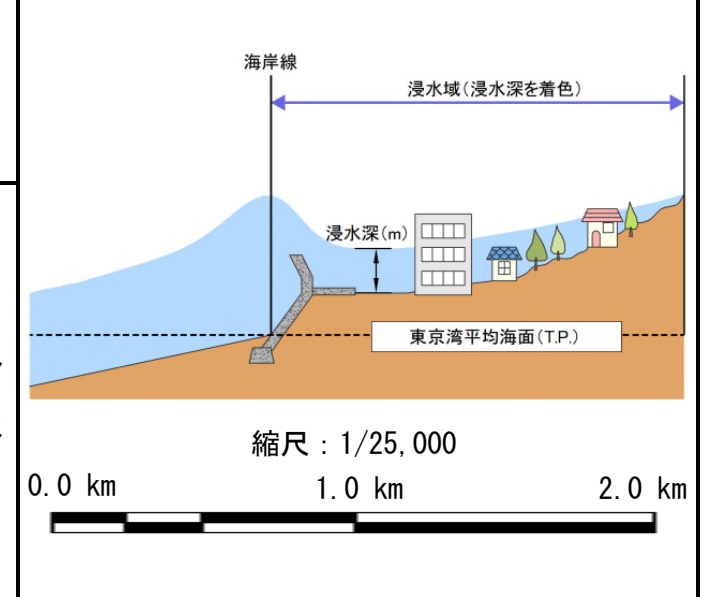 海岸線
浸水域(浸水深を着色)
浸水深(m)
東京湾平均海面(T.P.)
縮尺:1/25,000
0.0 km 1.0 km 2.0 km